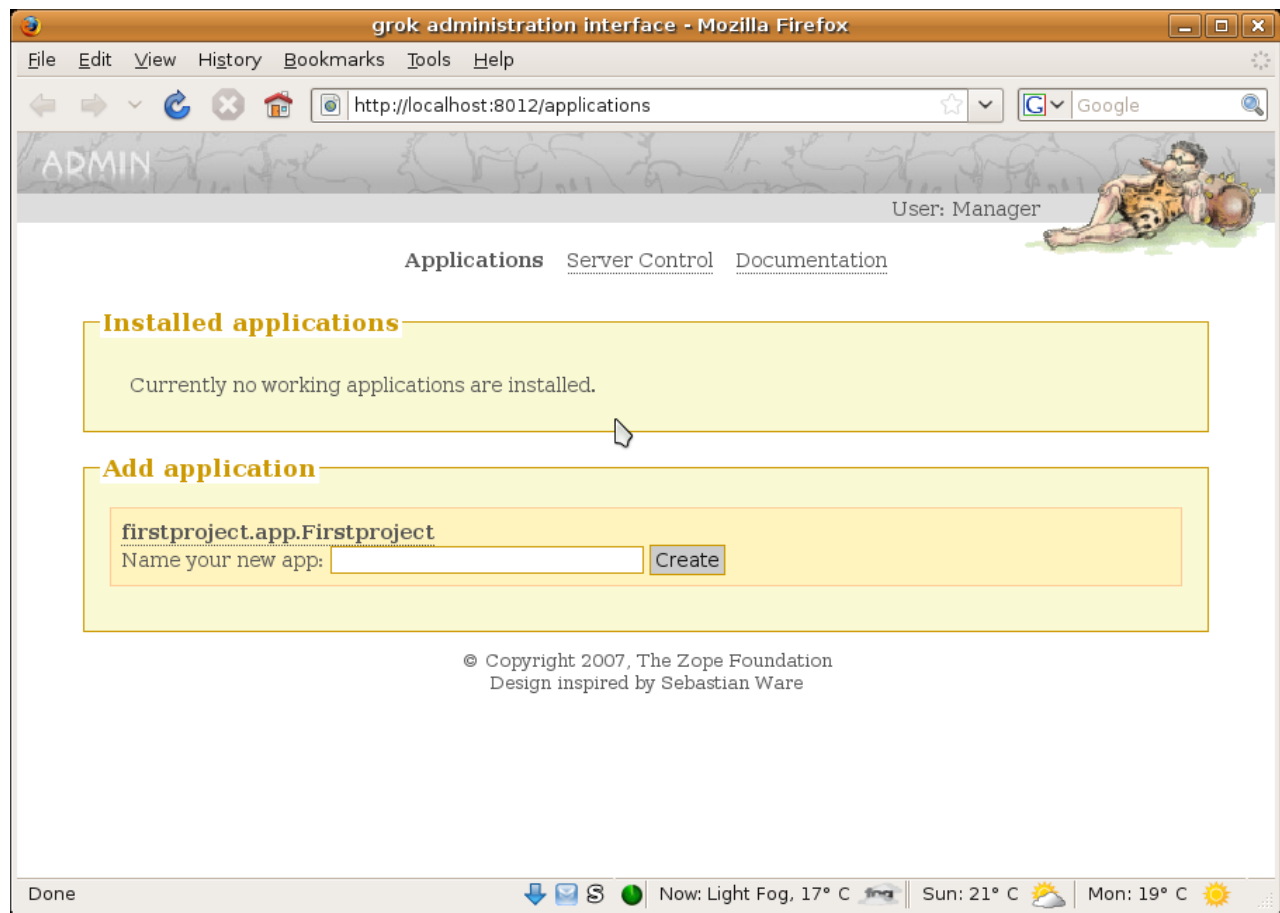 grok administration interface - Mozilla Firefox
File Edit View History Bookmarks Tools Help
http://localhost:8012/applications
G Google
ADMIN
User: Manager
Applications Server Control Documentation
Installed applications
Currently no working applications are installed.
Add application
firstproject.app.Firstproject
Name your new app: Create
© Copyright 2007, The Zope Foundation
Design inspired by Sebastian Ware
Done S Now: Light Fog, 17° C fog Sun: 21° C Mon: 19° C